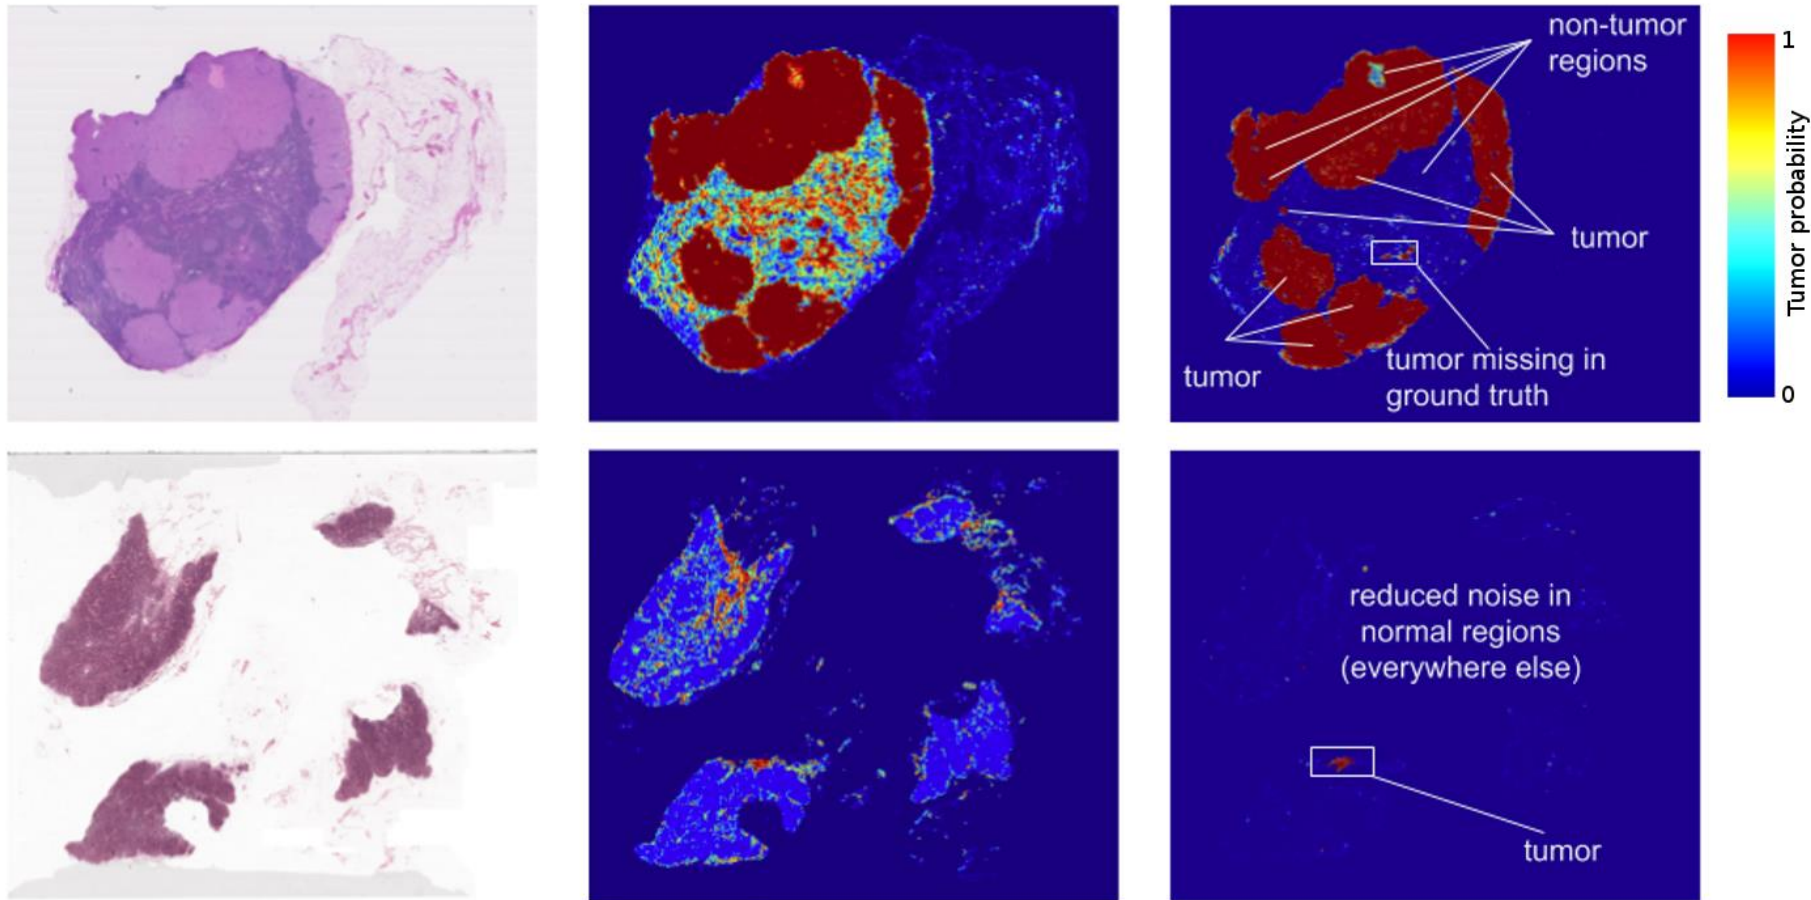 non-tumor
regions
1
Tumor probability
0
tumor
tumor
tumor missing in
ground truth
reduced noise in
normal regions
(everywhere else)
tumor